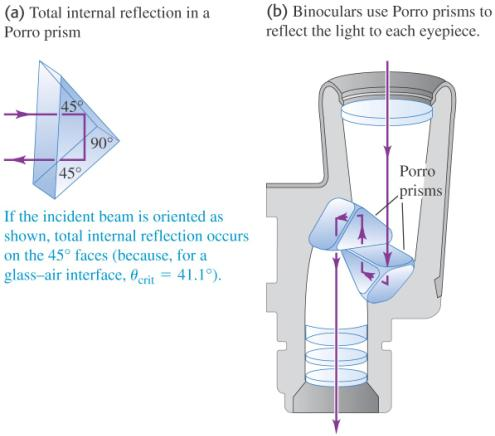 (a) Total internal reflection in a
Porro prism
45°
90°
45°
If the incident beam is oriented as
shown, total internal reflection occurs
on the 45° faces (because, for a
glass–air interface, θcrit = 41.1°).
(b) Binoculars use Porro prisms to
reflect the light to each eyepiece.
Porro
prisms